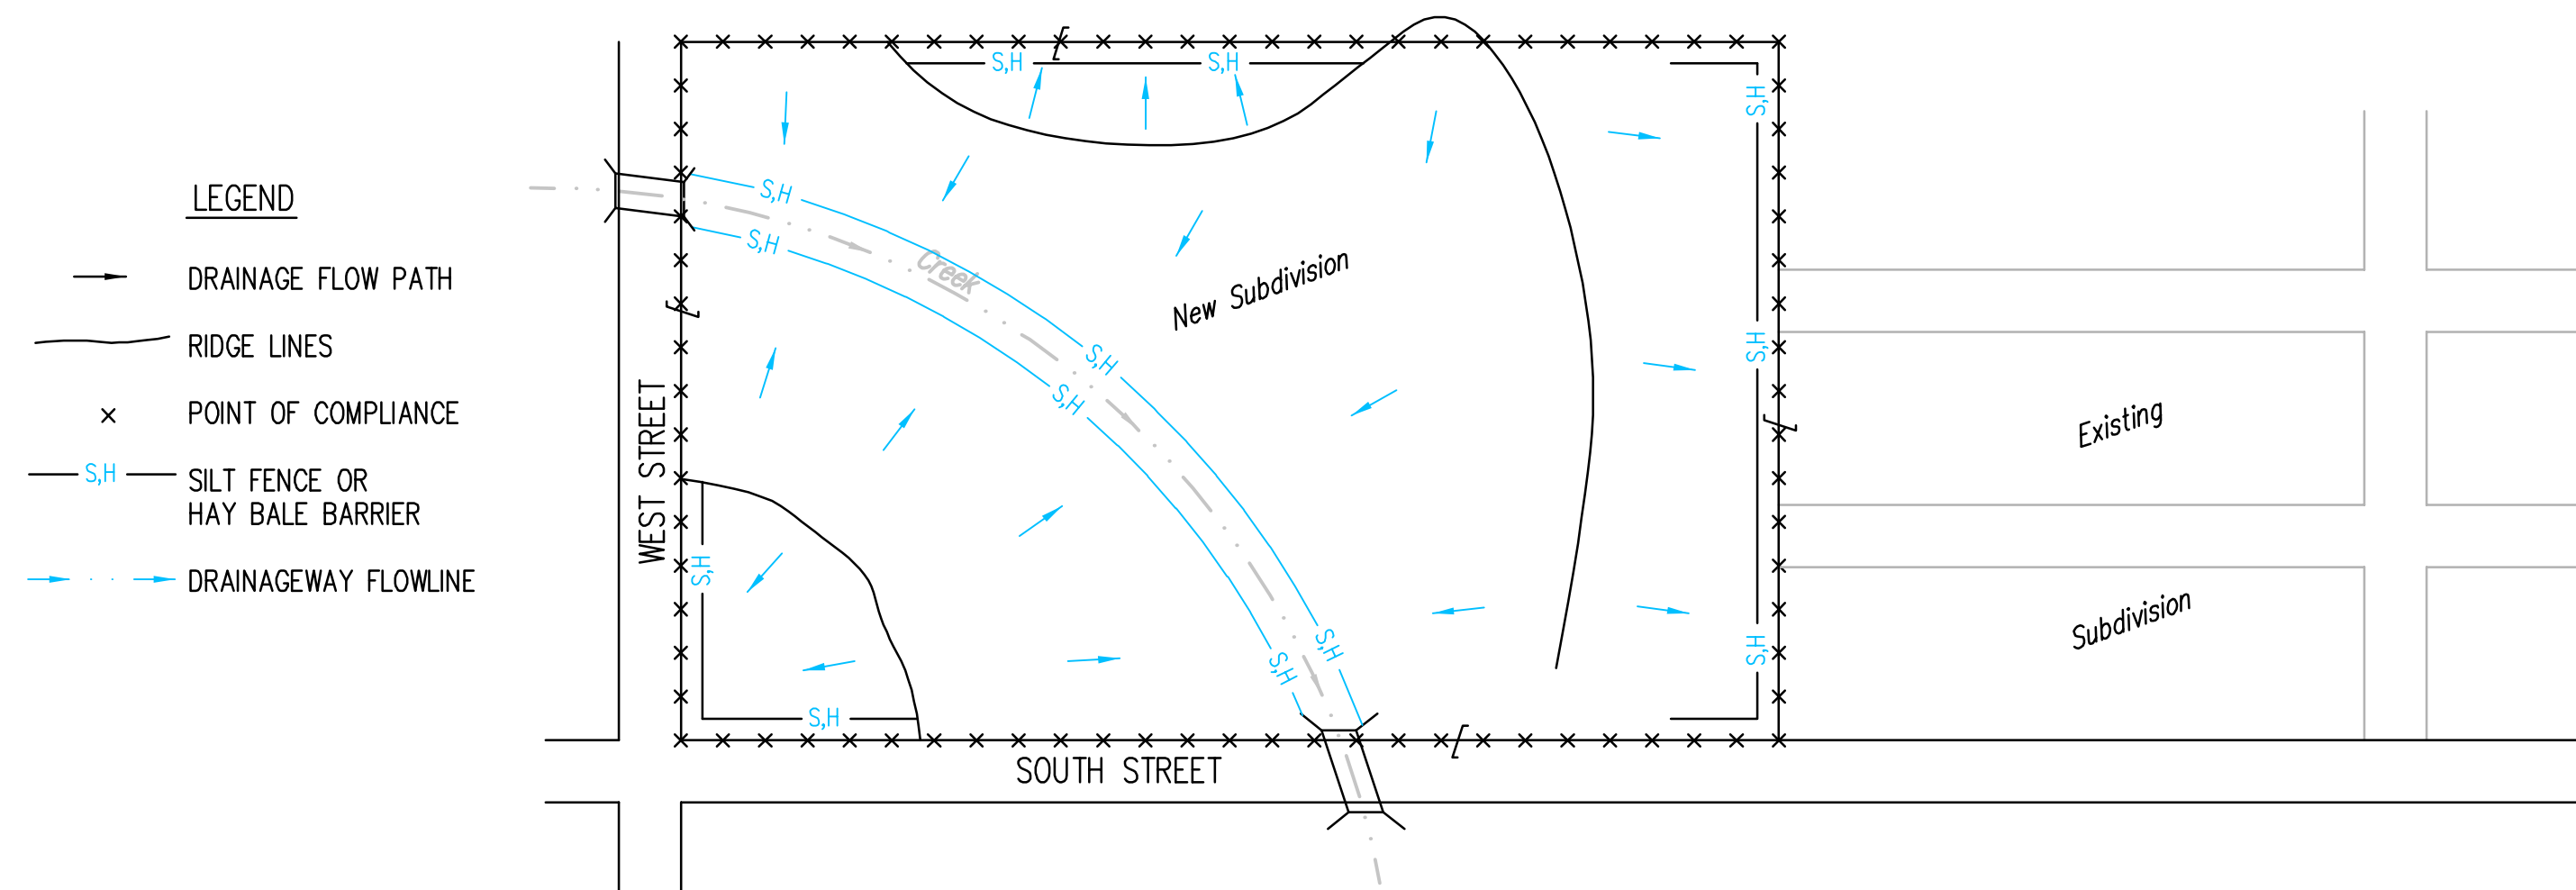 LEGEND
DRAINAGE FLOW PATH
RIDGE LINES
POINT OF COMPLIANCE
S,H
SILT FENCE OR
HAY BALE BARRIER
DRAINAGEWAY FLOWLINE
S,H
S,H
S,H
S,H
S,H
Creek
New Subdivision
S,H
S,H
S,H
WEST STREET
S,H
S,H
S,H
S,H
S,H
S,H
SOUTH STREET
Existing
Subdivision